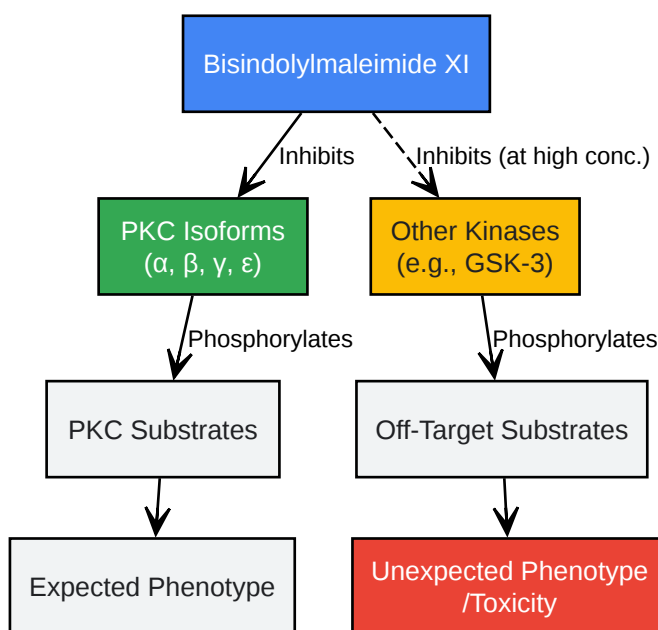 Bisindolylmaleimide XI
Inhibits
Inhibits (at high conc.)
PKC Isoforms
(α, β, γ, ε)
Other Kinases
(e.g., GSK-3)
Phosphorylates
Phosphorylates
PKC Substrates
Off-Target Substrates
Expected Phenotype
Unexpected Phenotype
/Toxicity